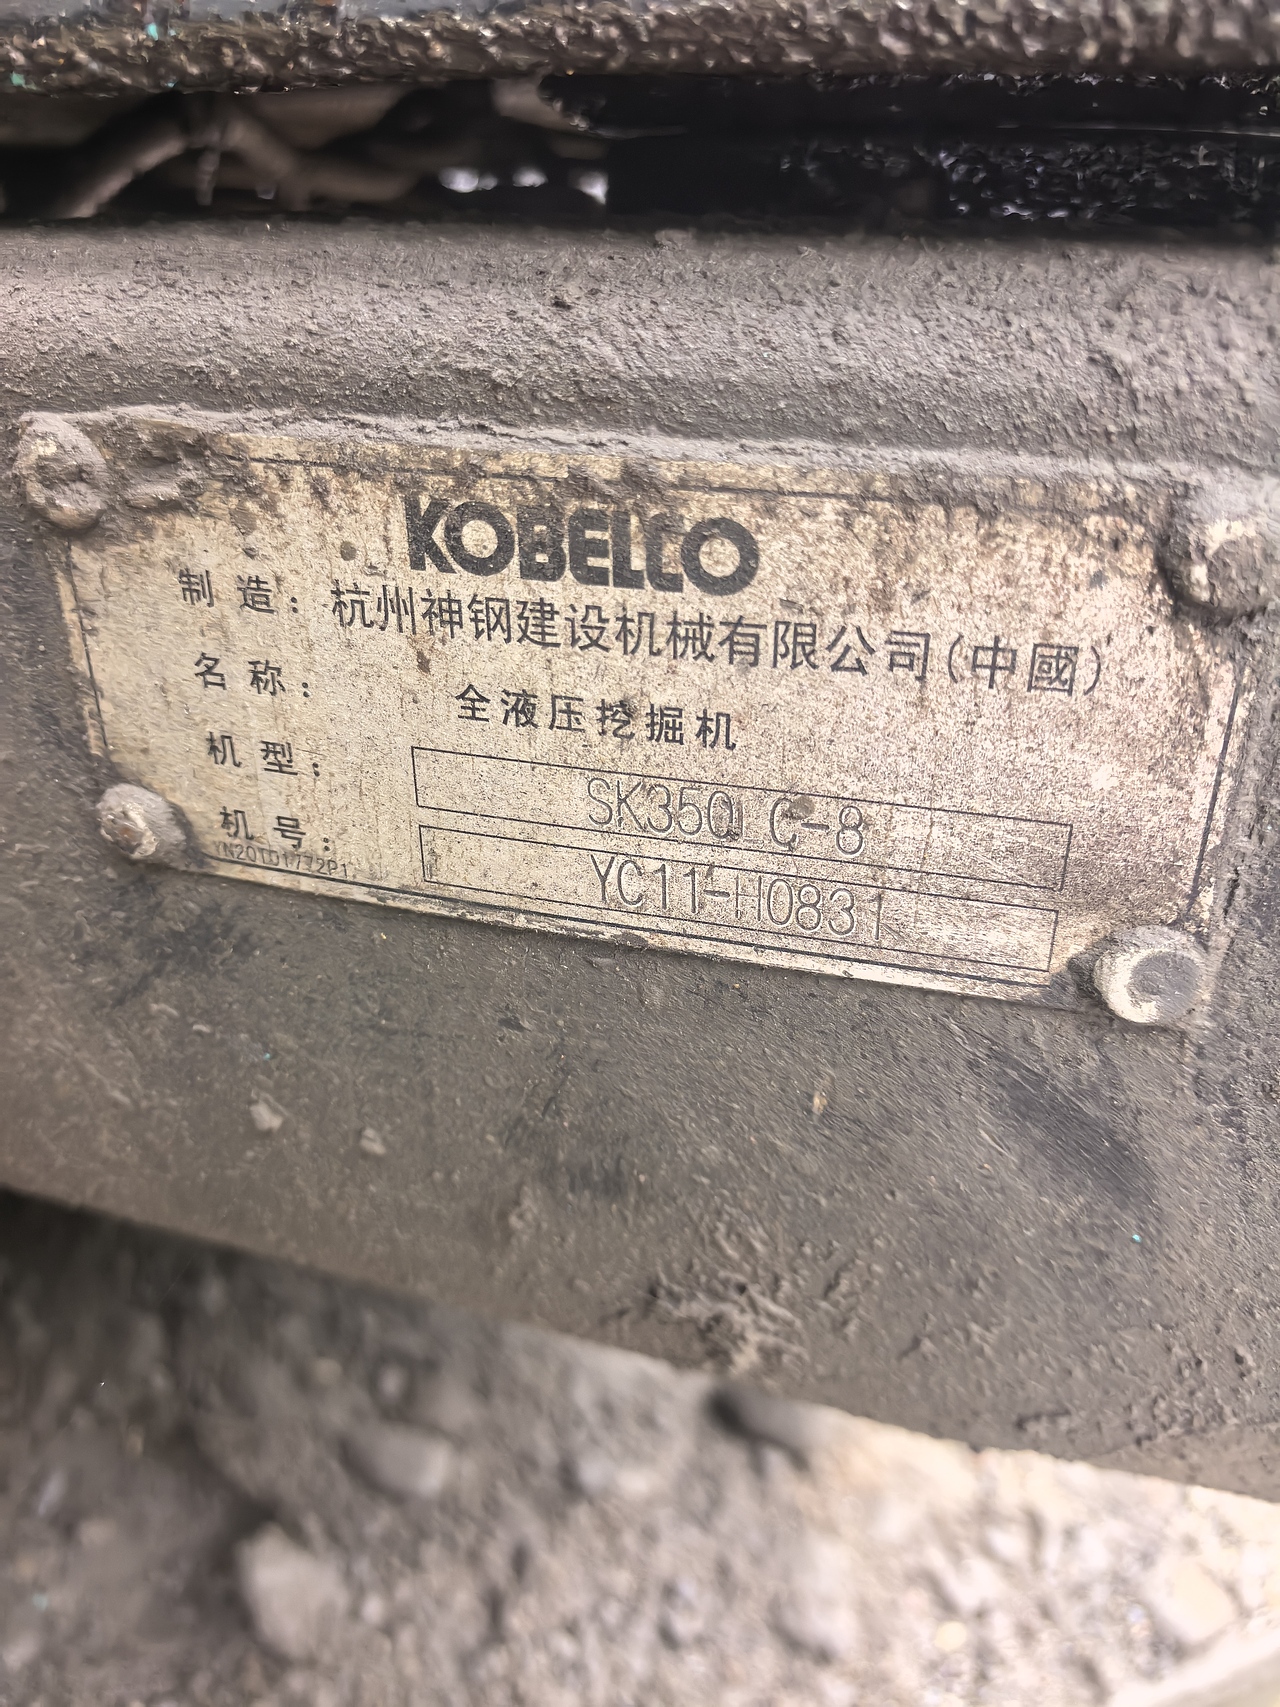 KOBELCO
制造：杭州神钢建设机械有限公司(中國)
名称：全液压挖掘机
机型：SK350LC-8
机号：YC11-H0831
YN20T01772P1